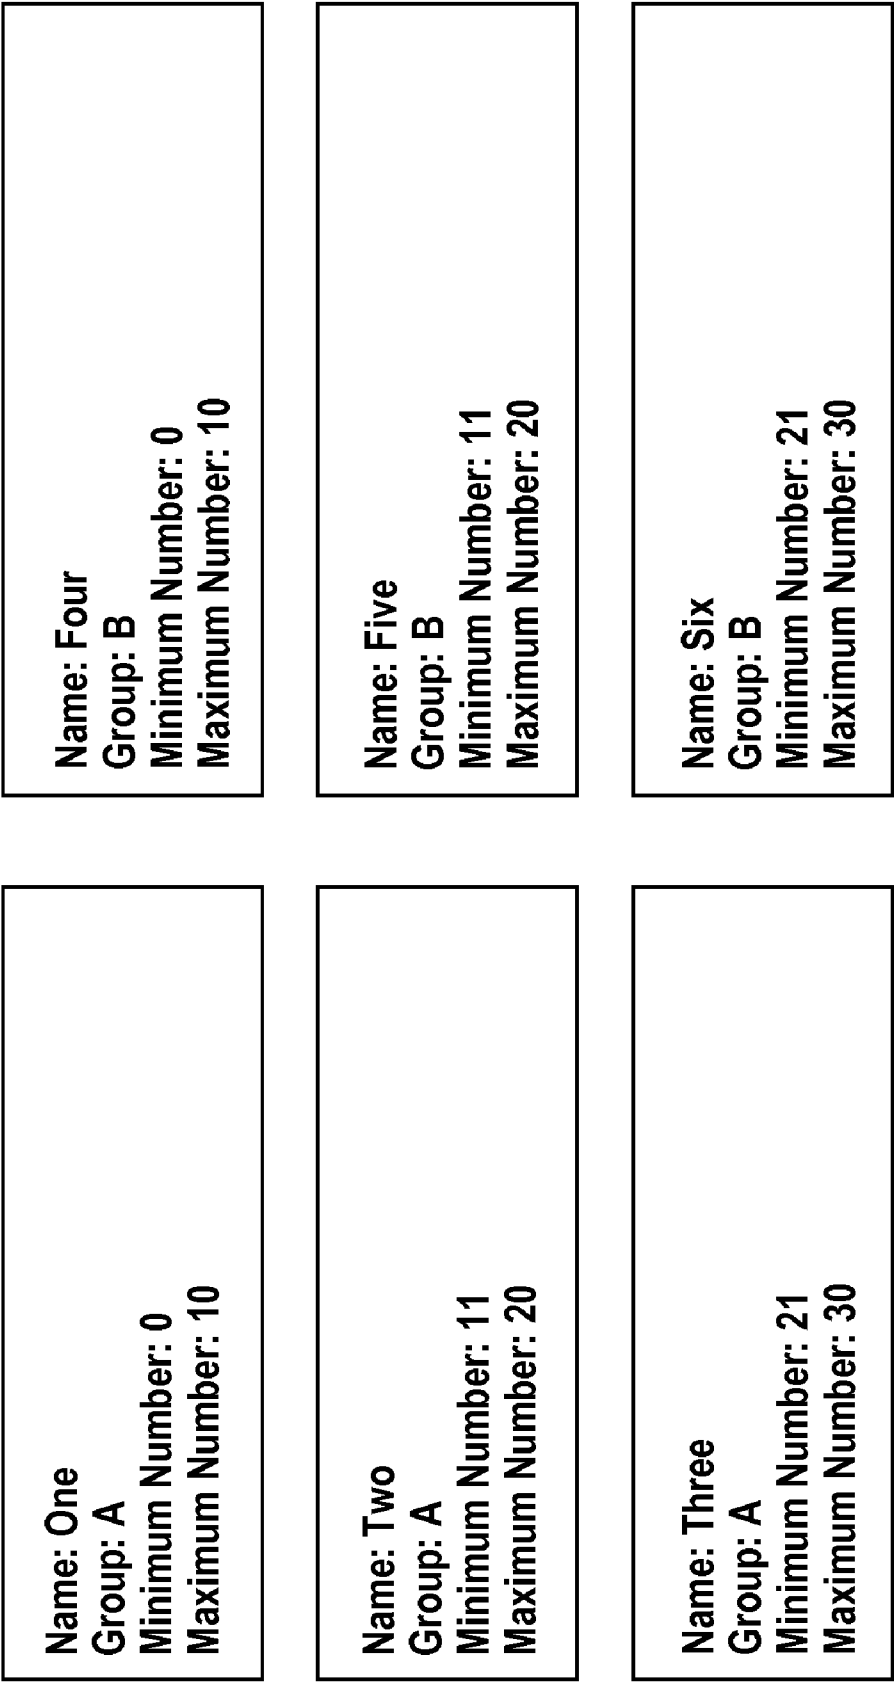 Name: One
Group: A
Minimum Number: 0
Maximum Number: 10
Name: Four
Group: B
Minimum Number: 0
Maximum Number: 10
Name: Two
Group: A
Minimum Number: 11
Maximum Number: 20
Name: Five
Group: B
Minimum Number: 11
Maximum Number: 20
Name: Three
Group: A
Minimum Number: 21
Maximum Number: 30
Name: Six
Group: B
Minimum Number: 21
Maximum Number: 30